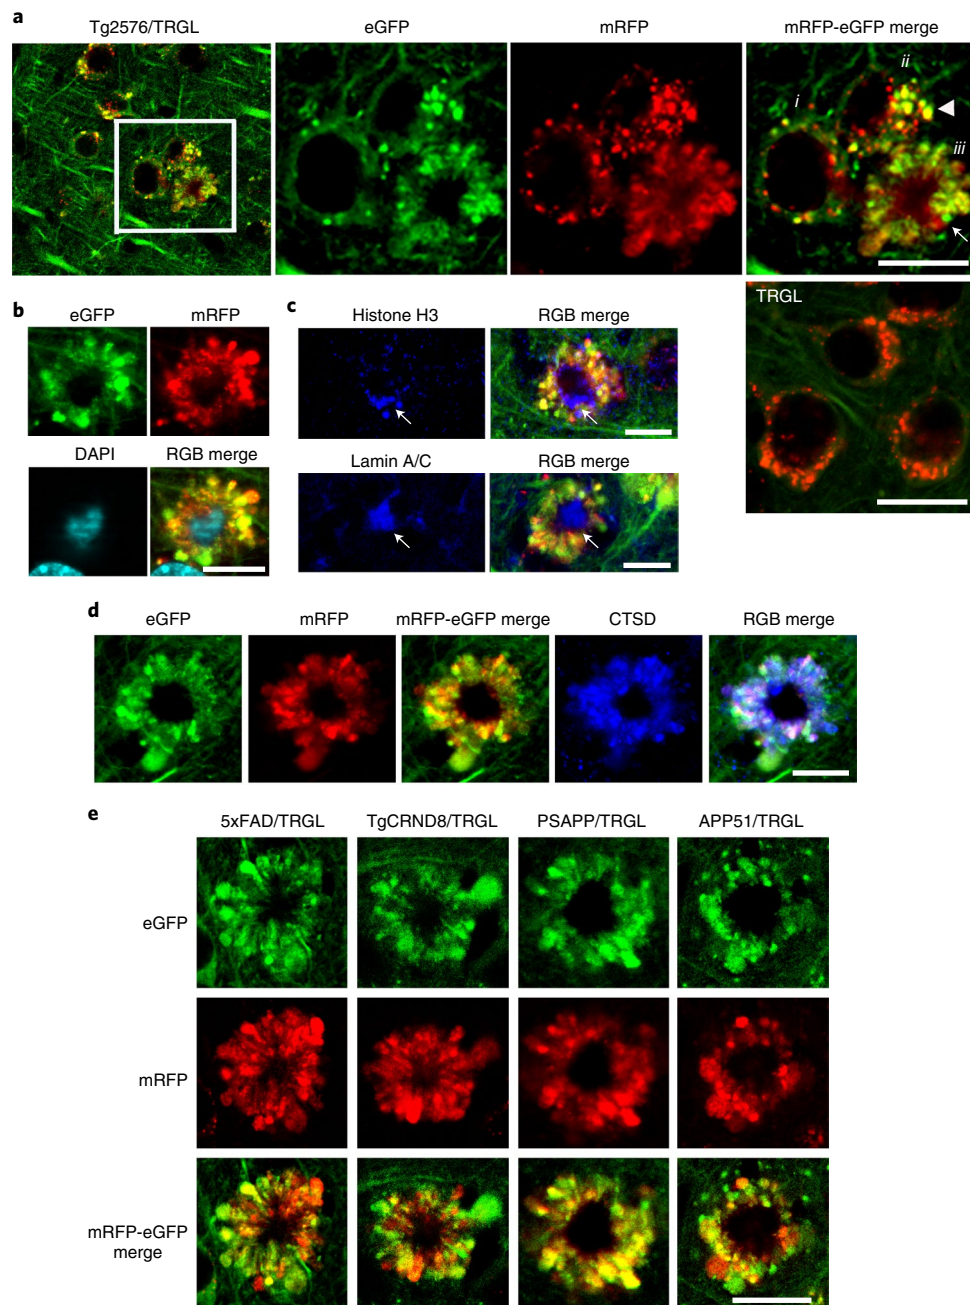 a
Tg2576/TRGL
eGFP
mRFP
mRFP-eGFP merge
i
ii
iii
TRGL
b
eGFP
mRFP
DAPI
RGB merge
c
Histone H3
RGB merge
Lamin A/C
RGB merge
d
eGFP
mRFP
mRFP-eGFP merge
CTSD
RGB merge
e
5xFAD/TRGL
TgCRND8/TRGL
PSAPP/TRGL
APP51/TRGL
eGFP
mRFP
mRFP-eGFP
merge